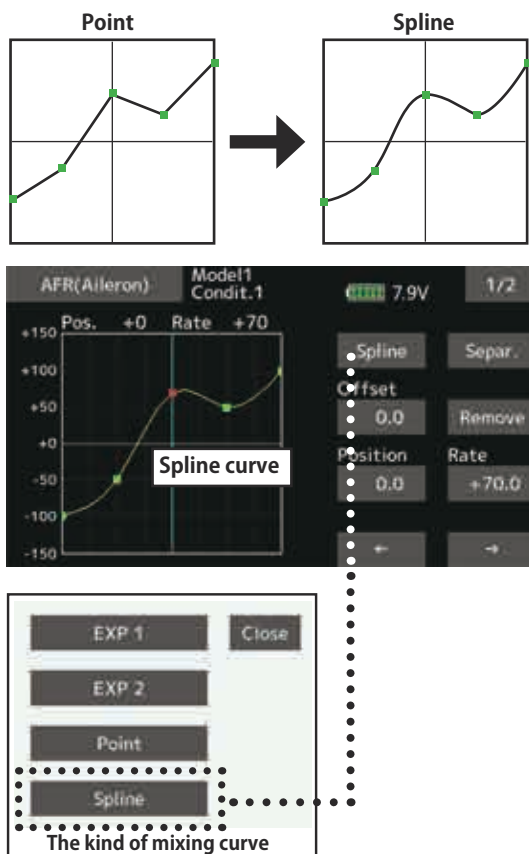 Point Spline
AFR(Aileron) Model1 Condit.1 7.9V 1/2
Pos. +0 Rate +70
+150
+100
+50
+0
-50
-100
-150
Spline curve
Spline Separ.
Offset
0.0 Remove
Position Rate
0.0 +70.0
← →
EXP 1 Close
EXP 2
Point
Spline
The kind of mixing curve